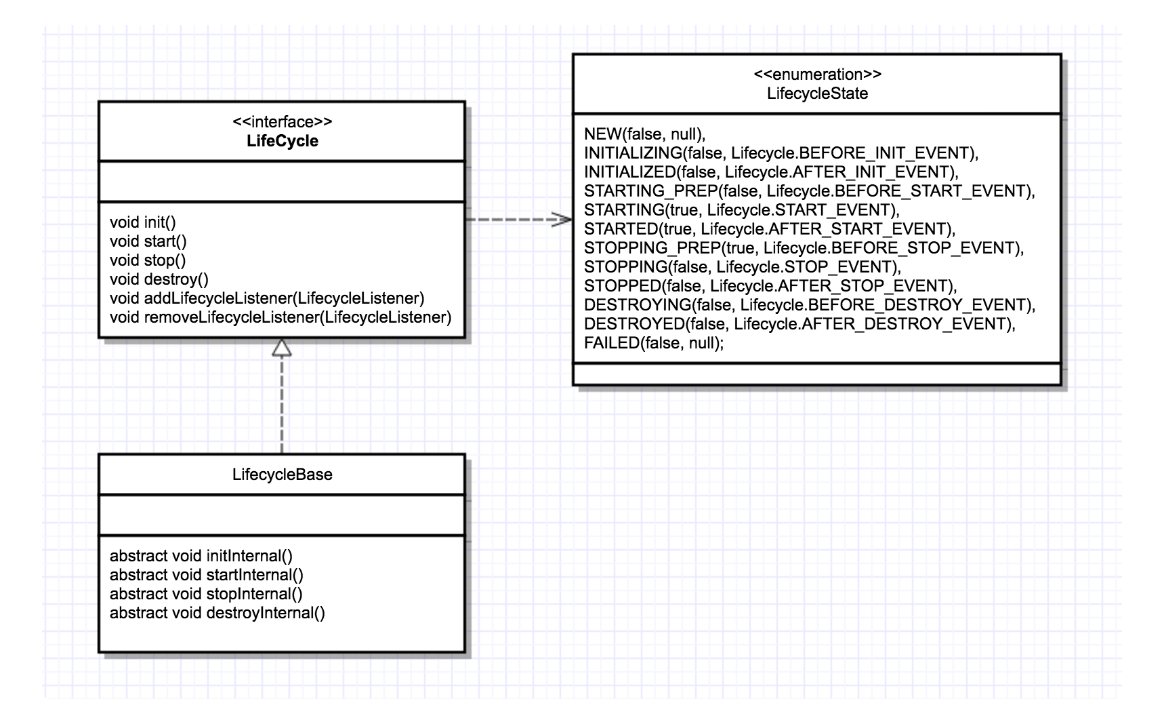 <<interface>>
LifeCycle
void init()
void start()
void stop()
void destroy()
void addLifecycleListener(LifecycleListener)
void removeLifecycleListener(LifecycleListener)
<<enumeration>>
LifecycleState
NEW(false, null),
INITIALIZING(false, Lifecycle.BEFORE_INIT_EVENT),
INITIALIZED(false, Lifecycle.AFTER_INIT_EVENT),
STARTING_PREP(false, Lifecycle.BEFORE_START_EVENT),
STARTING(true, Lifecycle.START_EVENT),
STARTED(true, Lifecycle.AFTER_START_EVENT),
STOPPING_PREP(true, Lifecycle.BEFORE_STOP_EVENT),
STOPPING(false, Lifecycle.STOP_EVENT),
STOPPED(false, Lifecycle.AFTER_STOP_EVENT),
DESTROYING(false, Lifecycle.BEFORE_DESTROY_EVENT),
DESTROYED(false, Lifecycle.AFTER_DESTROY_EVENT),
FAILED(false, null);
LifecycleBase
abstract void initInternal()
abstract void startInternal()
abstract void stopInternal()
abstract void destroyInternal()